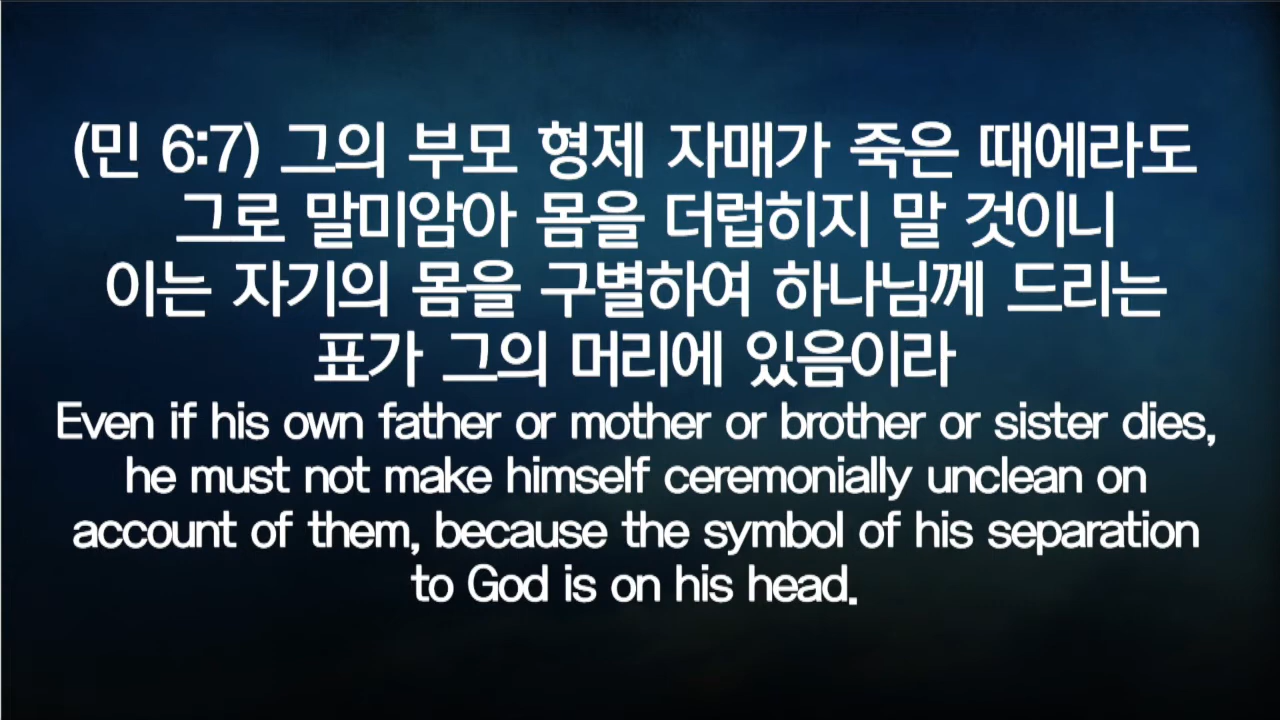 (민 6:7) 그의 부모 형제 자매가 죽은 때에라도
그로 말미암아 몸을 더럽히지 말 것이니
이는 자기의 몸을 구별하여 하나님께 드리는
표가 그의 머리에 있음이라
Even if his own father or mother or brother or sister dies,
he must not make himself ceremonially unclean on
account of them, because the symbol of his separation
to God is on his head.